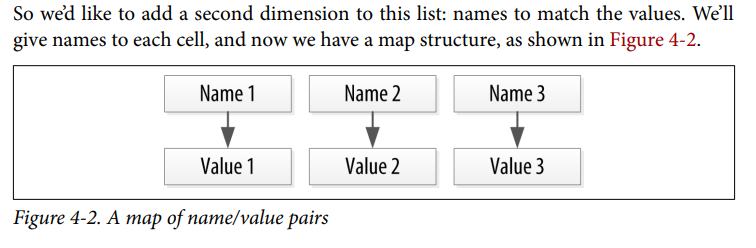 So we'd like to add a second dimension to this list: names to match the values. We'll
give names to each cell, and now we have a map structure, as shown in Figure 4-2.
Name 1 Name 2 Name 3
Value 1 Value 2 Value 3
Figure 4-2. A map of name/value pairs